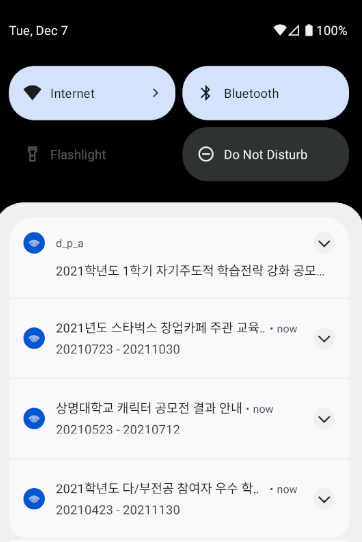 Tue, Dec 7
100%
Internet
Bluetooth
Flashlight
Do Not Disturb
d_p_a
2021학년도 1학기 자기주도적 학습전략 강화 공모...
2021년도 스타벅스 창업카페 주관 교육.. • now
20210723 - 20211030
상명대학교 캐릭터 공모전 결과 안내 • now
20210523 - 20210712
2021학년도 다/부전공 참여자 우수 학.. • now
20210423 - 20211130